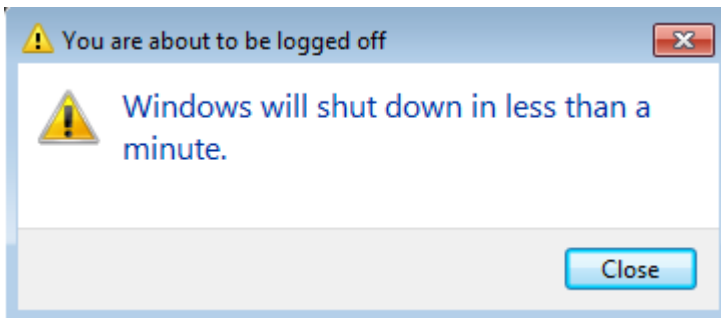 You are about to be logged off
Windows will shut down in less than a
minute.
Close